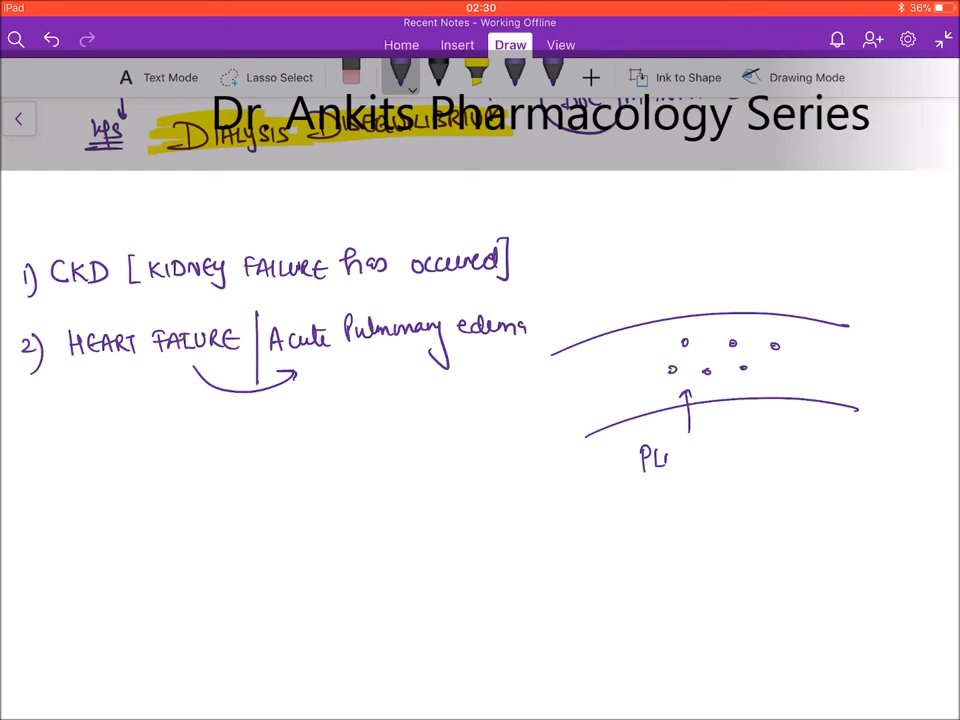 iPad 02:30 36%
Recent Notes - Working Offline
Home Insert Draw View
A Text Mode Lasso Select Ink to Shape Drawing Mode
Dr. Ankits Pharmacology Series
DIALYSIS DISEQUILIBRIUM
1) CKD [KIDNEY FAILURE has occured]
2) HEART FAILURE | Acute Pulmonary edema
PL